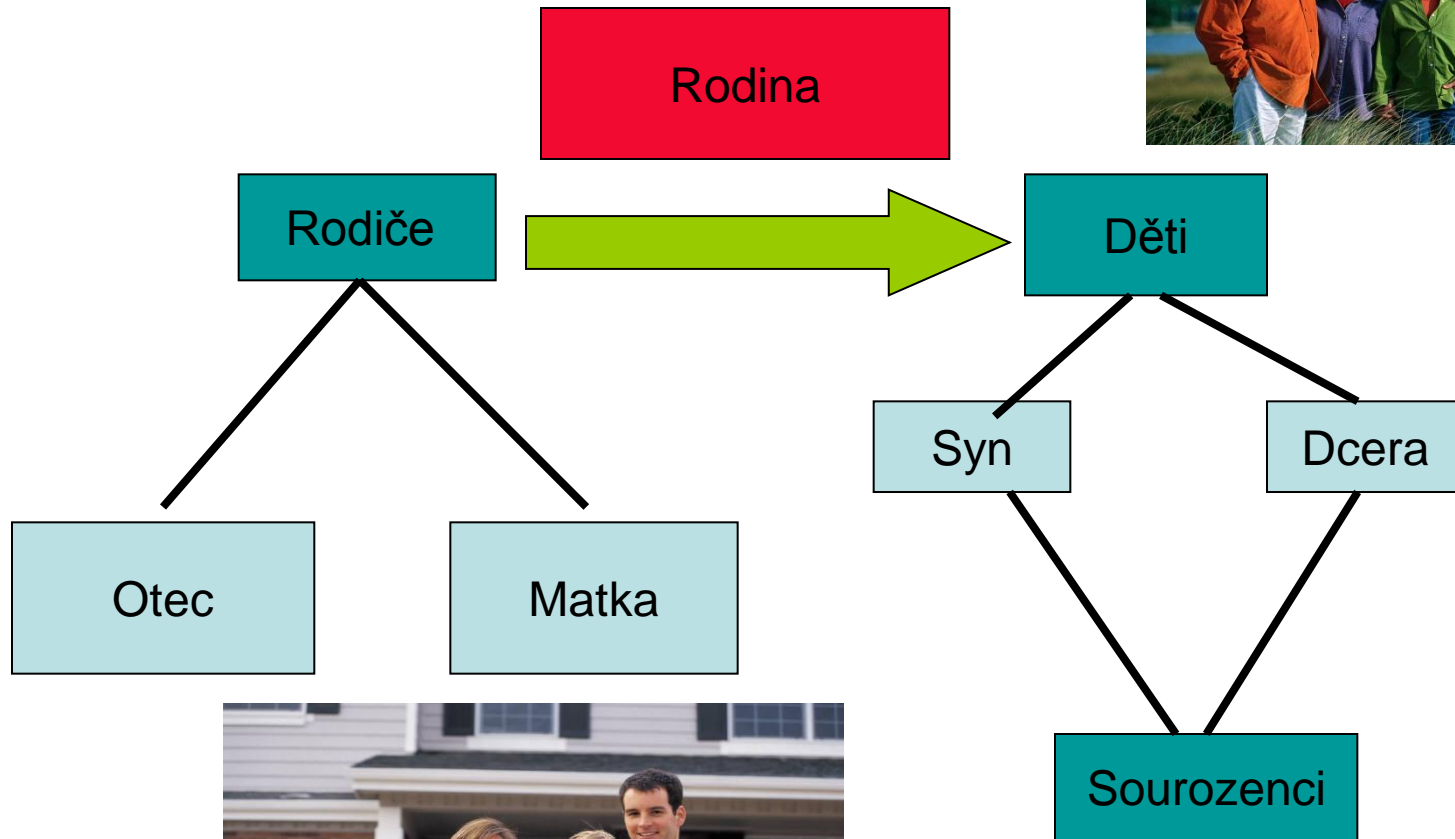 Rodina
Rodiče
Děti
Syn
Dcera
Otec
Matka
Sourozenci